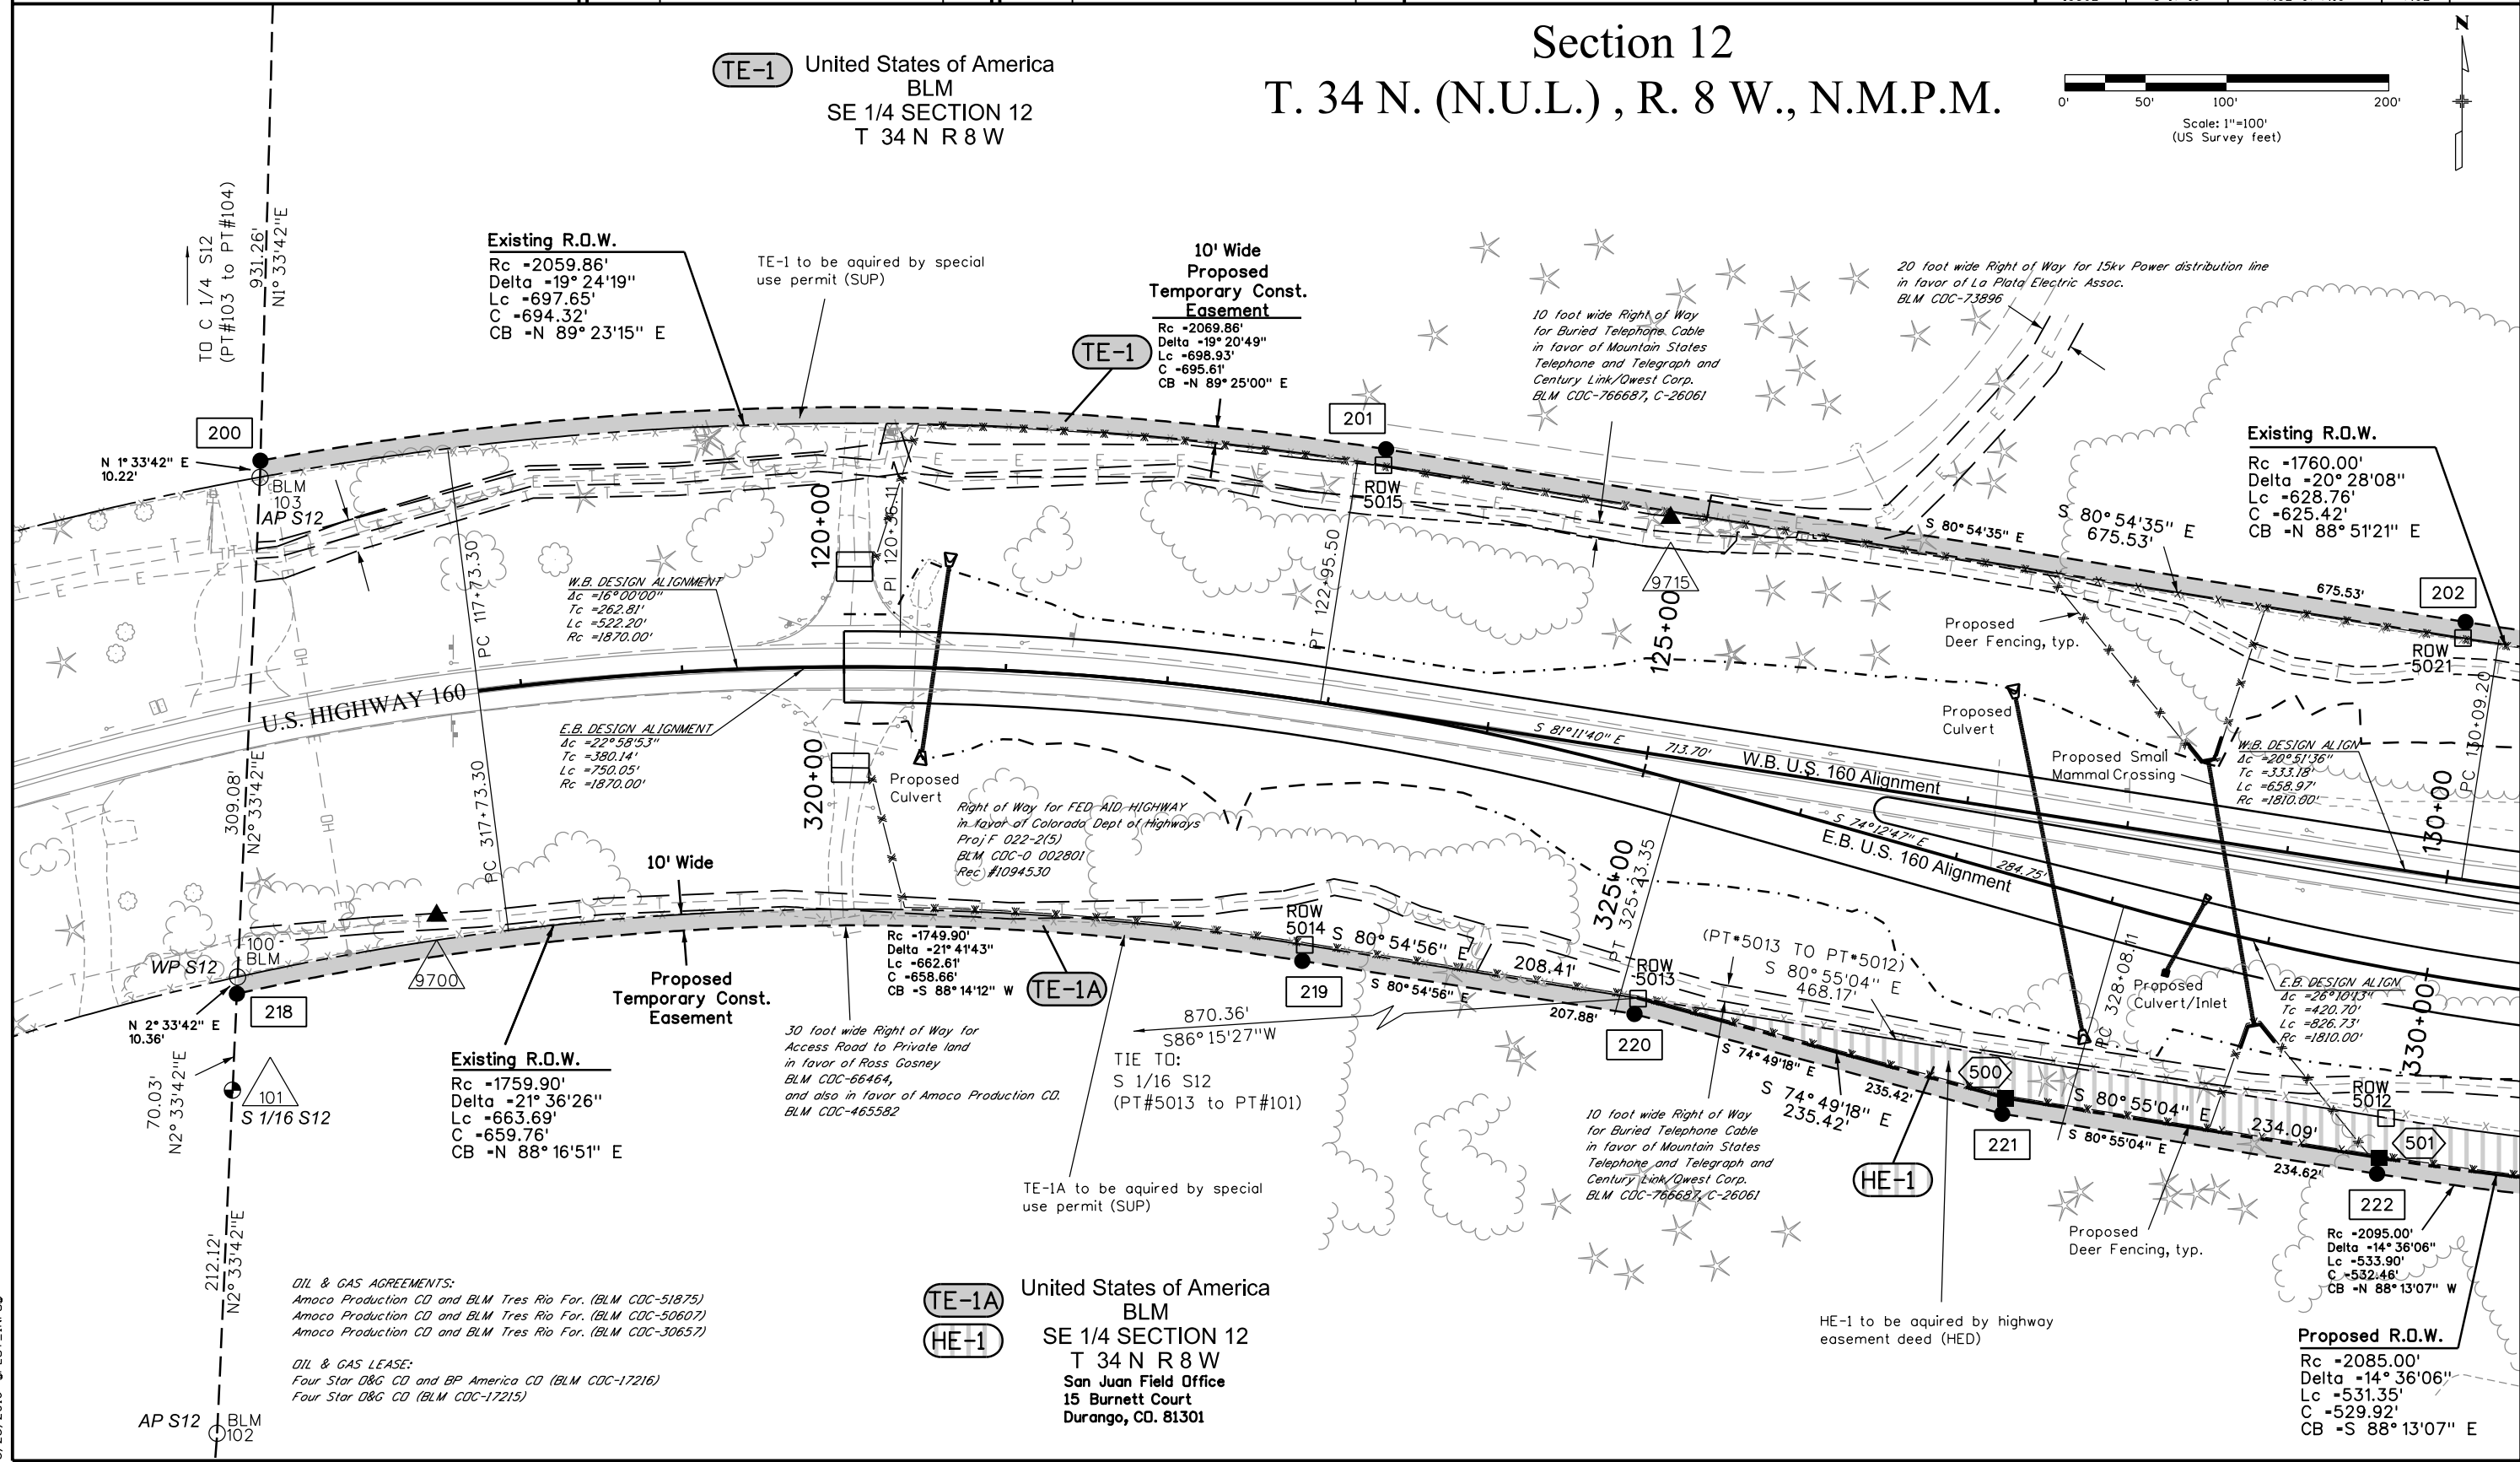 Section 12
T. 34 N. (N.U.L.) , R. 8 W., N.M.P.M.
N
0' 50' 100' 200'
Scale: 1"=100'
(US Survey feet)
TE-1
United States of America
BLM
SE 1/4 SECTION 12
T 34 N R 8 W
TO C 1/4 S12
(PT#103 to PT#104)
931.26'
N1° 33'42"E
Existing R.O.W.
Rc =2059.86'
Delta =19° 24'19"
Lc =697.65'
C =694.32'
CB =N 89° 23'15" E
TE-1 to be aquired by special
use permit (SUP)
10' Wide
Proposed
Temporary Const.
Easement
Rc =2069.86'
Delta =19° 20'49"
Lc =698.93'
C =695.61'
CB =N 89° 25'00" E
TE-1
10 foot wide Right of Way
for Buried Telephone Cable
in favor of Mountain States
Telephone and Telegraph and
Century Link/Qwest Corp.
BLM COC-766687, C-26061
20 foot wide Right of Way for 15kv Power distribution line
in favor of La Plata Electric Assoc.
BLM COC-73896
200
N 1° 33'42" E
10.22'
BLM
103
AP S12
201
ROW
5015
Existing R.O.W.
Rc =1760.00'
Delta =20° 28'08"
Lc =628.76'
C =625.42'
CB =N 88° 51'21" E
S 80° 54'35" E
S 80° 54'35" E
675.53'
675.53'
202
ROW
5021
120+00
PI 120+36.11
PC 117+73.30
PT 122+95.50
9715
125+00
W.B. DESIGN ALIGNMENT
Δc =16°00'00"
Tc =262.81'
Lc =522.20'
Rc =1870.00'
Proposed
Deer Fencing, typ.
U.S. HIGHWAY 160
E.B. DESIGN ALIGNMENT
Δc =22°58'53"
Tc =380.14'
Lc =750.05'
Rc =1870.00'
320+00
Proposed
Culvert
S 81°11'40" E
713.70'
W.B. U.S. 160 Alignment
S 74°12'47" E
284.75'
E.B. U.S. 160 Alignment
Proposed
Culvert
Proposed Small
Mammal Crossing
W.B. DESIGN ALIGN
Δc =20°51'36"
Tc =333.18'
Lc =658.97'
Rc =1810.00'
130+00
PC 130+09.20
309.08'
N2° 33'42"E
PC 317+73.30
Right of Way for FED AID HIGHWAY
in favor of Colorado Dept of Highways
Proj F 022-2(5)
BLM COC-0 002801
Rec #1094530
10' Wide
325+00
PT 325+23.35
100
BLM
WP S12
218
N 2° 33'42" E
10.36'
9700
Proposed
Temporary Const.
Easement
Rc =1749.90'
Delta =21° 41'43"
Lc =662.61'
C =658.66'
CB =S 88° 14'12" W
TE-1A
ROW
5014
S 80° 54'56" E
208.41'
219
S 80° 54'56" E
207.88'
ROW
5013
220
(PT#5013 TO PT#5012)
S 80° 55'04" E
468.17'
PC 328+08.11
Proposed
Culvert/Inlet
E.B. DESIGN ALIGN
Δc =26°10'13"
Tc =420.70'
Lc =826.73'
Rc =1810.00'
330+00
870.36'
S86° 15'27"W
TIE TO:
S 1/16 S12
(PT#5013 to PT#101)
S 74° 49'18" E
235.42'
S 74° 49'18" E
235.42'
500
S 80° 55'04" E
234.09'
S 80° 55'04" E
234.62'
ROW
5012
501
221
222
70.03'
N2° 33'42"E
101
S 1/16 S12
Existing R.O.W.
Rc =1759.90'
Delta =21° 36'26"
Lc =663.69'
C =659.76'
CB =N 88° 16'51" E
30 foot wide Right of Way for
Access Road to Private land
in favor of Ross Gosney
BLM COC-66464,
and also in favor of Amoco Production CO.
BLM COC-465582
TE-1A to be aquired by special
use permit (SUP)
10 foot wide Right of Way
for Buried Telephone Cable
in favor of Mountain States
Telephone and Telegraph and
Century Link/Qwest Corp.
BLM COC-766687, C-26061
HE-1
Proposed
Deer Fencing, typ.
Rc =2095.00'
Delta =14° 36'06"
Lc =533.90'
C =532.46'
CB =N 88° 13'07" W
212.12'
N2° 33'42"E
OIL & GAS AGREEMENTS:
Amoco Production CO and BLM Tres Rio For. (BLM COC-51875)
Amoco Production CO and BLM Tres Rio For. (BLM COC-50607)
Amoco Production CO and BLM Tres Rio For. (BLM COC-30657)
OIL & GAS LEASE:
Four Star O&G CO and BP America CO (BLM COC-17216)
Four Star O&G CO (BLM COC-17215)
AP S12
BLM
102
TE-1A
HE-1
United States of America
BLM
SE 1/4 SECTION 12
T 34 N R 8 W
San Juan Field Office
15 Burnett Court
Durango, CO. 81301
HE-1 to be aquired by highway
easement deed (HED)
Proposed R.O.W.
Rc =2085.00'
Delta =14° 36'06"
Lc =531.35'
C =529.92'
CB =S 88° 13'07" E